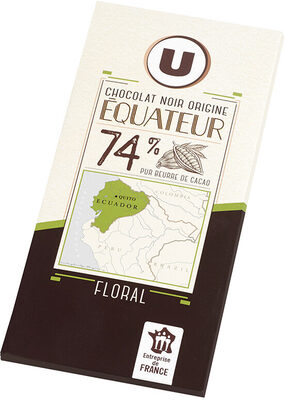 U
CHOCOLAT NOIR ORIGINE
ÉQUATEUR
74%
PUR BEURRE DE CACAO
COLOMBIA
QUITO
ECUADOR
PERU
BRAZIL
FLORAL
Entreprise
de FRANCE